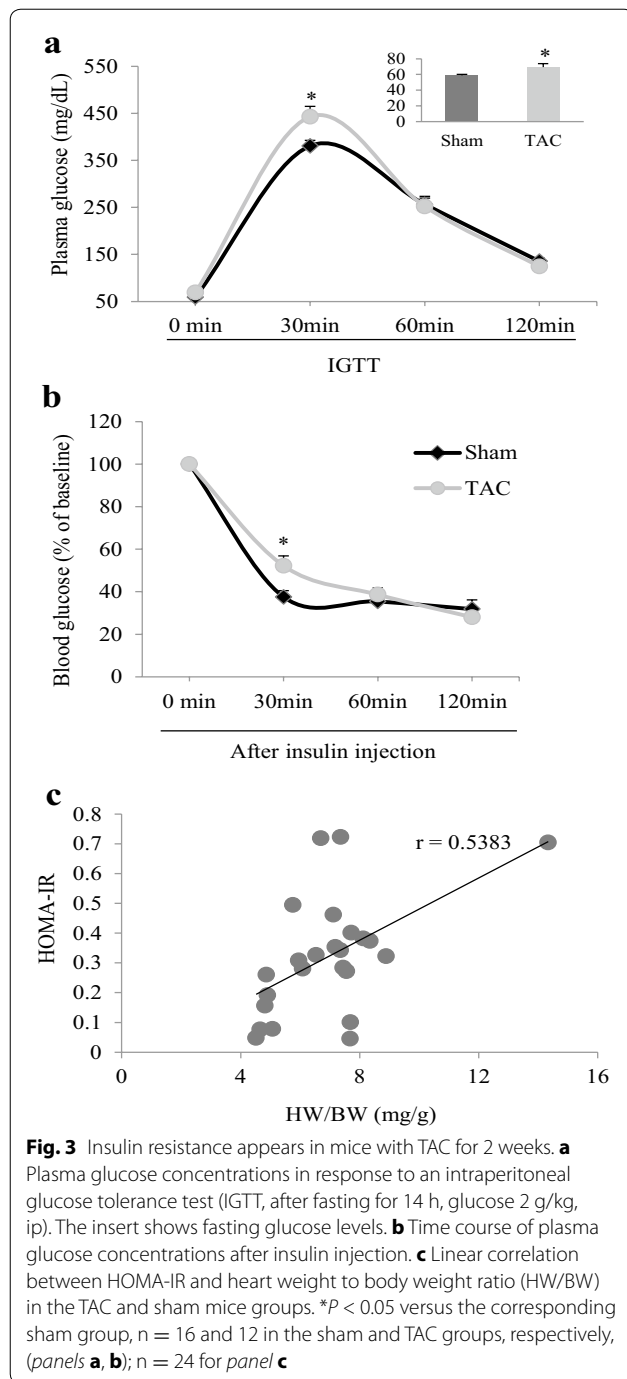 a
Plasma glucose (mg/dL)
550
450
350
250
150
50
*
80
60
40
20
0
*
Sham
TAC
0 min
30min
60min
120min
IGTT
b
Blood glucose (% of baseline)
120
100
80
60
40
20
0
*
Sham
TAC
0 min
30min
60min
120min
After insulin injection
c
HOMA-IR
0.8
0.7
0.6
0.5
0.4
0.3
0.2
0.1
0
r = 0.5383
0
4
8
12
16
HW/BW (mg/g)
Fig. 3 Insulin resistance appears in mice with TAC for 2 weeks. a
Plasma glucose concentrations in response to an intraperitoneal
glucose tolerance test (IGTT, after fasting for 14 h, glucose 2 g/kg,
ip). The insert shows fasting glucose levels. b Time course of plasma
glucose concentrations after insulin injection. c Linear correlation
between HOMA-IR and heart weight to body weight ratio (HW/BW)
in the TAC and sham mice groups. *P < 0.05 versus the corresponding
sham group, n = 16 and 12 in the sham and TAC groups, respectively,
(panels a, b); n = 24 for panel c